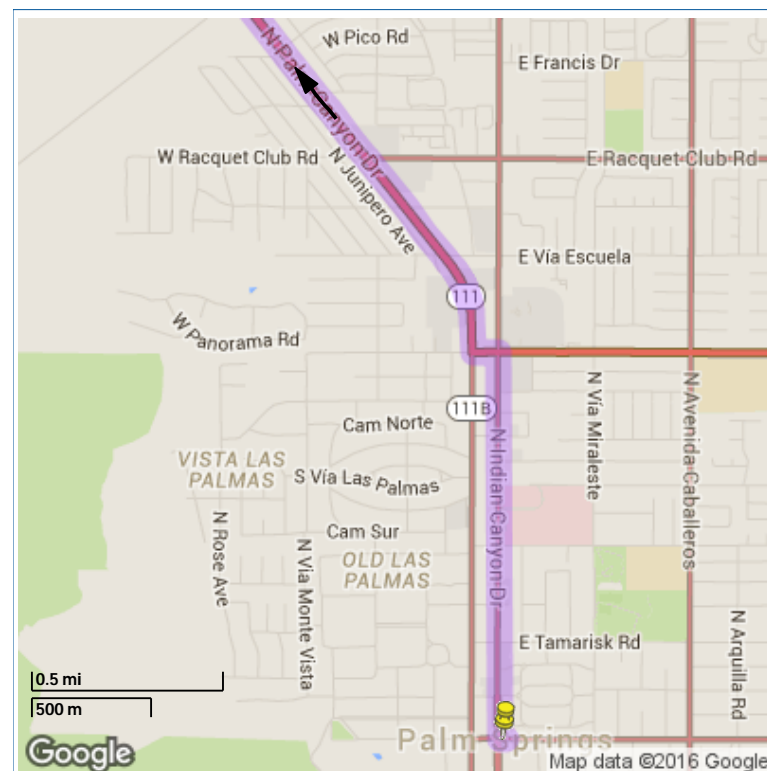 W Pico Rd
N Palm Canyon Dr
E Francis Dr
W Racquet Club Rd
E Racquet Club Rd
N Junipero Ave
E Vía Escuela
111
W Panorama Rd
111B
N Vía Miraleste
N Avenida Caballeros
Cam Norte
N Indian Canyon Dr
VISTA LAS
PALMAS
S Vía Las Palmas
N Rose Ave
Cam Sur
N Via Monte Vista
OLD LAS
PALMAS
E Tamarisk Rd
N Arquilla Rd
0.5 mi
500 m
Palm Springs
Google
Map data ©2016 Google